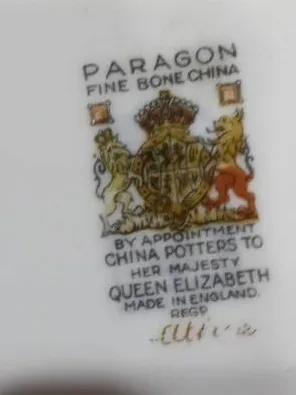 PARAGON
FINE BONE CHINA
BY APPOINTMENT
CHINA POTTERS TO
HER MAJESTY
QUEEN ELIZABETH
MADE IN ENGLAND.
REGD